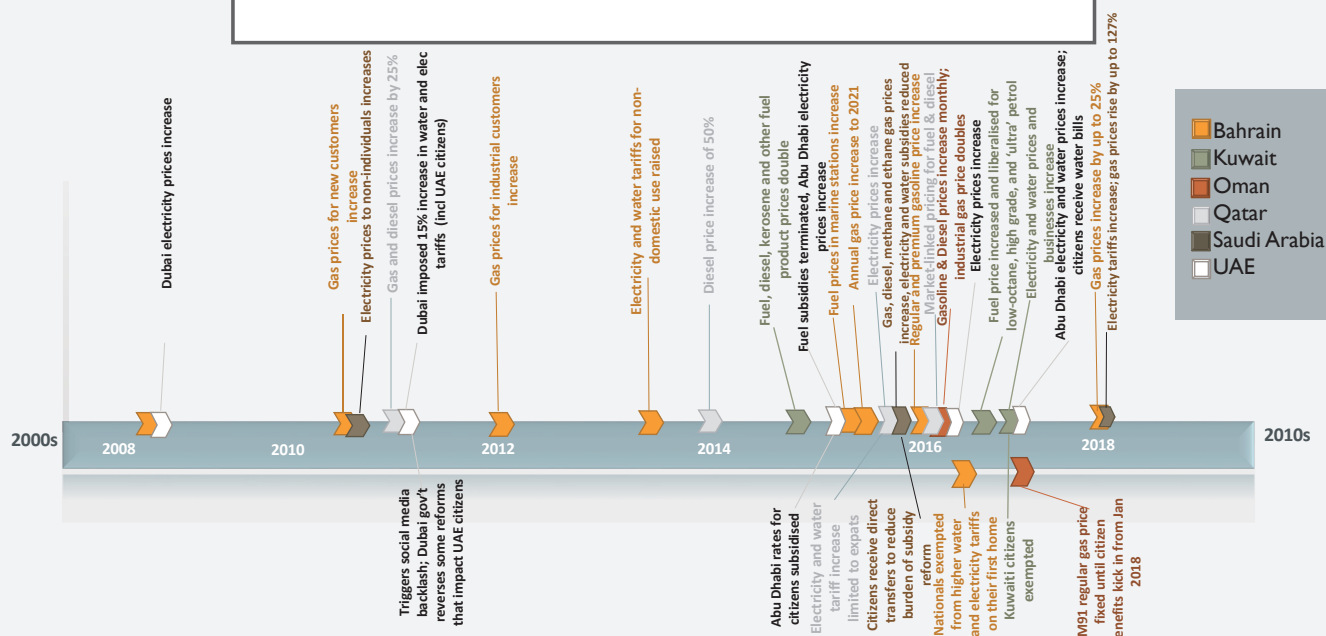 Dubai electricity prices increase
Gas prices for new customers
increase
Electricity prices to non-individuals increases
Gas and diesel prices increase by 25%
Dubai imposed 15% increase in water and elec
tariffs (incl UAE citizens)
Gas prices for industrial customers
increase
Electricity and water tariffs for non-
domestic use raised
Diesel price increase of 50%
Fuel, diesel, kerosene and other fuel
product prices double
Fuel subsidies terminated, Abu Dhabi electricity
prices increase
Fuel prices in marine stations increase
Annual gas price increase to 2021
Electricity prices increase
Gas, diesel, methane and ethane gas prices
increase, electricity and water subsidies reduced
Regular and premium gasoline price increase
Market-linked pricing for fuel & diesel
Gasoline & Diesel prices increase monthly;
industrial gas price doubles
Electricity prices increase
Fuel price increased and liberalised for
low-octane, high grade, and 'ultra' petrol
Electricity and water prices and
businesses increase
Abu Dhabi electricity and water prices increase;
citizens receive water bills
Gas prices increase by up to 25%
Electricity tariffs increase; gas prices rise by up to 127%
Bahrain
Kuwait
Oman
Qatar
Saudi Arabia
UAE
2000s
2008
2010
2012
2014
2016
2018
2010s
Triggers social media
backlash; Dubai gov't
reverses some reforms
that impact UAE citizens
Abu Dhabi rates for
citizens subsidised
Electricity and water
tariff increase
limited to expats
Citizens receive direct
transfers to reduce
burden of subsidy
reform
Nationals exempted
from higher water
and electricity tariffs
on their first home
Kuwaiti citizens
exempted
M91 regular gas price
fixed until citizen
enefits kick in from Jan
2018